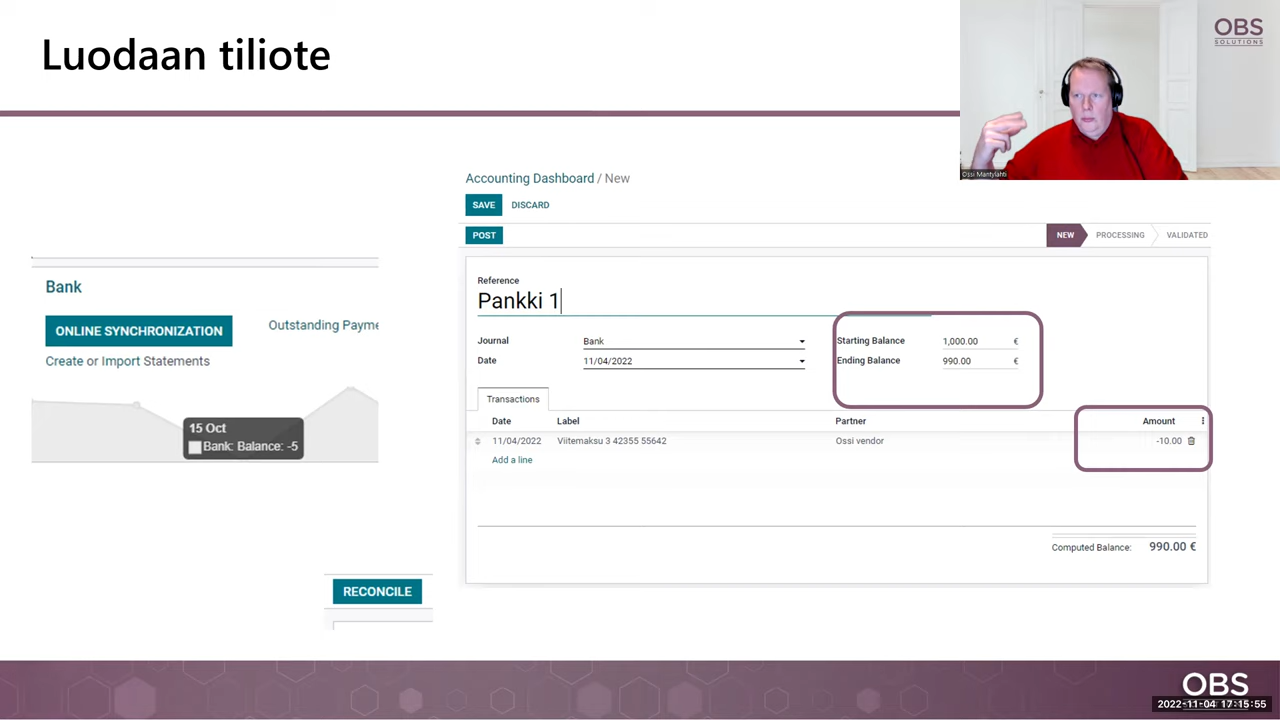 Luodaan tiliote
OBS
SOLUTIONS
Ossi Mantylahti
Accounting Dashboard / New
SAVE DISCARD
POST
NEW PROCESSING VALIDATED
Bank
ONLINE SYNCHRONIZATION
Outstanding Payme
Create or Import Statements
15 Oct
Bank: Balance: -5
RECONCILE
Reference
Pankki 1
Journal Bank
Date 11/04/2022
Starting Balance 1,000.00 €
Ending Balance 990.00 €
Transactions
Date Label Partner Amount
11/04/2022 Viitemaksu 3 42355 55642 Ossi vendor -10.00
Add a line
Computed Balance: 990.00 €
OBS
2022-11-04 17:15:55